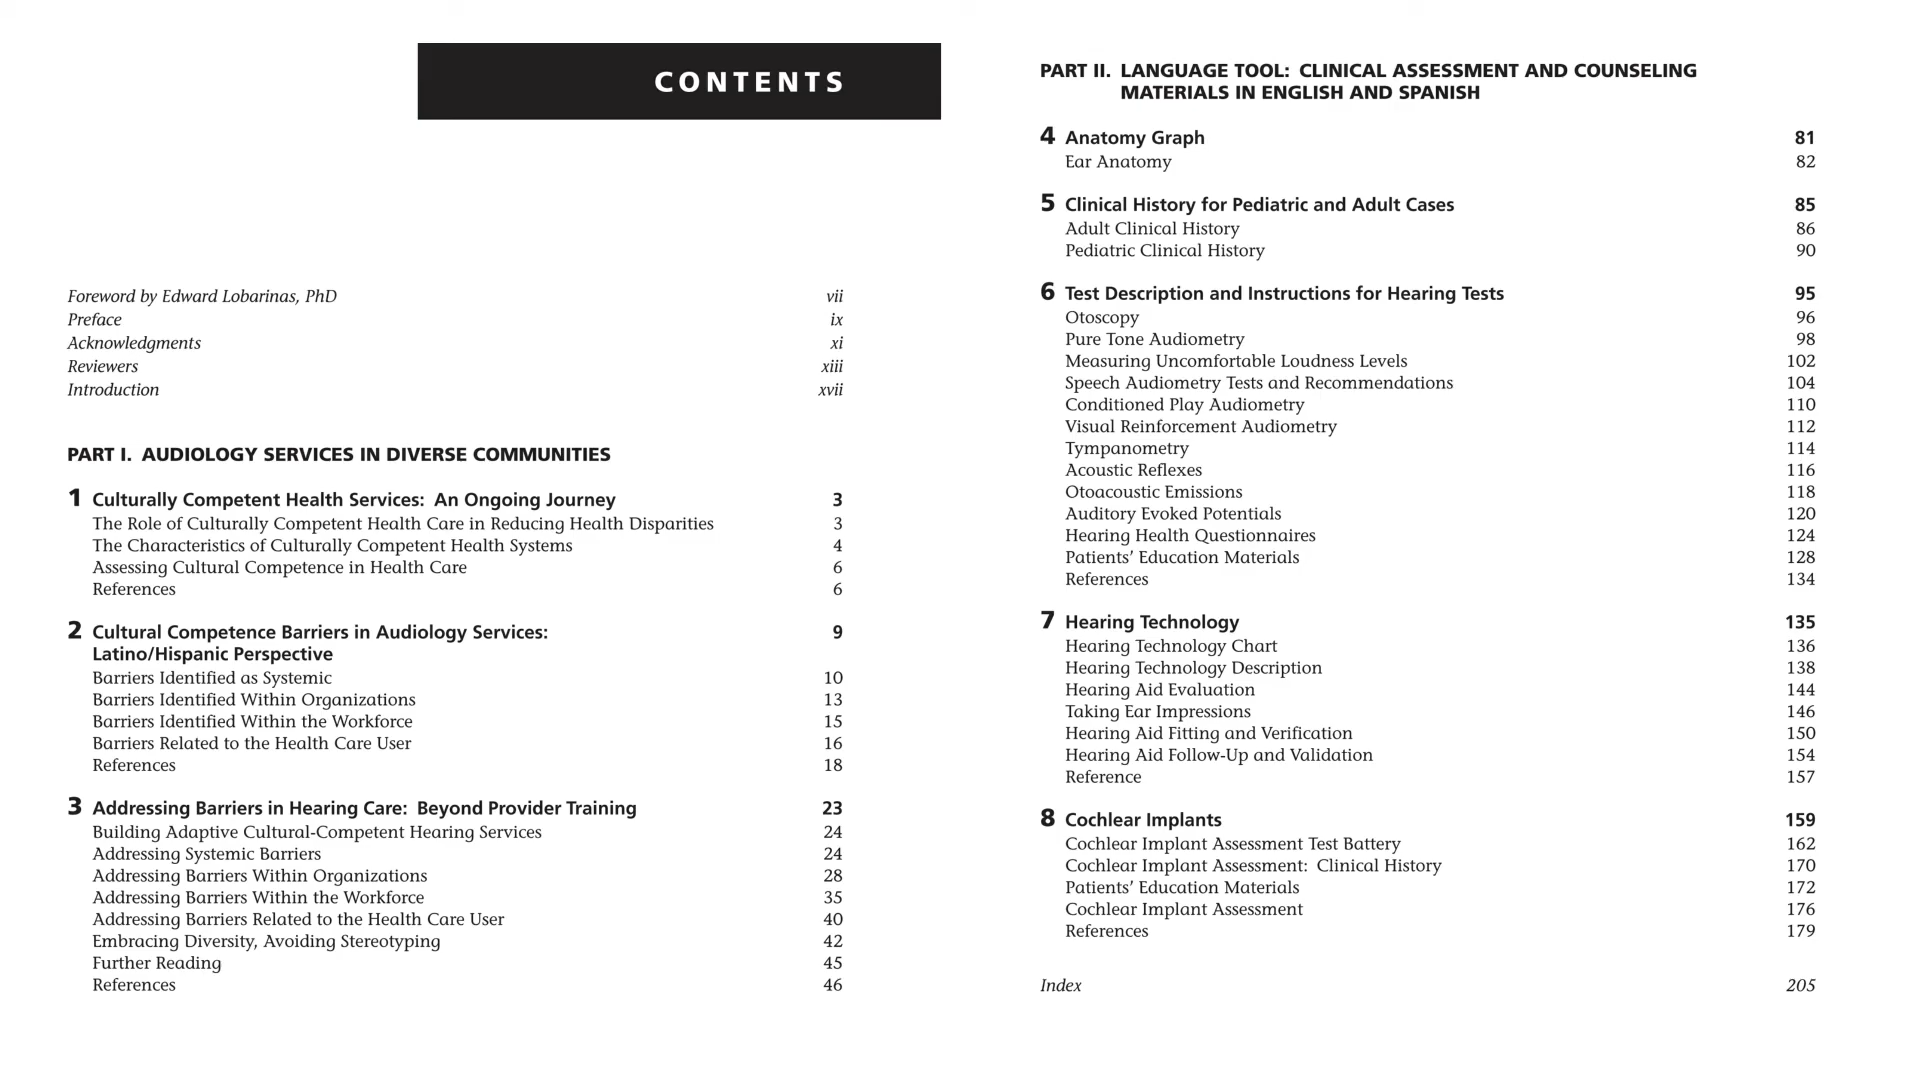 CONTENTS
Foreword by Edward Lobarinas, PhD vii
Preface ix
Acknowledgments xi
Reviewers xiii
Introduction xvii
PART I. AUDIOLOGY SERVICES IN DIVERSE COMMUNITIES
1 Culturally Competent Health Services: An Ongoing Journey 3
The Role of Culturally Competent Health Care in Reducing Health Disparities 3
The Characteristics of Culturally Competent Health Systems 4
Assessing Cultural Competence in Health Care 6
References 6
2 Cultural Competence Barriers in Audiology Services: 9
Latino/Hispanic Perspective
Barriers Identified as Systemic 10
Barriers Identified Within Organizations 13
Barriers Identified Within the Workforce 15
Barriers Related to the Health Care User 16
References 18
3 Addressing Barriers in Hearing Care: Beyond Provider Training 23
Building Adaptive Cultural-Competent Hearing Services 24
Addressing Systemic Barriers 24
Addressing Barriers Within Organizations 28
Addressing Barriers Within the Workforce 35
Addressing Barriers Related to the Health Care User 40
Embracing Diversity, Avoiding Stereotyping 42
Further Reading 45
References 46
PART II. LANGUAGE TOOL: CLINICAL ASSESSMENT AND COUNSELING
MATERIALS IN ENGLISH AND SPANISH
4 Anatomy Graph 81
Ear Anatomy 82
5 Clinical History for Pediatric and Adult Cases 85
Adult Clinical History 86
Pediatric Clinical History 90
6 Test Description and Instructions for Hearing Tests 95
Otoscopy 96
Pure Tone Audiometry 98
Measuring Uncomfortable Loudness Levels 102
Speech Audiometry Tests and Recommendations 104
Conditioned Play Audiometry 110
Visual Reinforcement Audiometry 112
Tympanometry 114
Acoustic Reflexes 116
Otoacoustic Emissions 118
Auditory Evoked Potentials 120
Hearing Health Questionnaires 124
Patients’ Education Materials 128
References 134
7 Hearing Technology 135
Hearing Technology Chart 136
Hearing Technology Description 138
Hearing Aid Evaluation 144
Taking Ear Impressions 146
Hearing Aid Fitting and Verification 150
Hearing Aid Follow-Up and Validation 154
Reference 157
8 Cochlear Implants 159
Cochlear Implant Assessment Test Battery 162
Cochlear Implant Assessment: Clinical History 170
Patients’ Education Materials 172
Cochlear Implant Assessment 176
References 179
Index 205